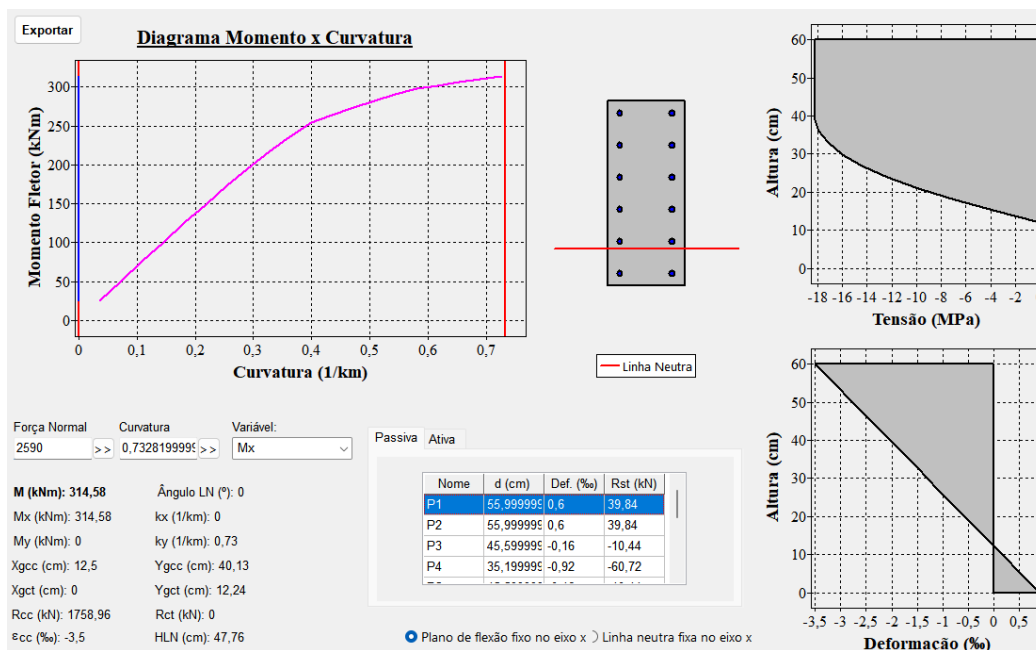 Exportar
Diagrama Momento x Curvatura
Momento Fletor (kNm)
300
250
200
150
100
50
0
0 0,1 0,2 0,3 0,4 0,5 0,6 0,7
Curvatura (1/km)
Linha Neutra
Altura (cm)
60
50
40
30
20
10
0
-18 -16 -14 -12 -10 -8 -6 -4 -2
Tensão (MPa)
Altura (cm)
60
50
40
30
20
10
0
-3,5 -3 -2,5 -2 -1,5 -1 -0,5 0 0,5
Deformação (‰)
Força Normal Curvatura Variável:
2590 >> 0,7328199999 >> Mx
M (kNm): 314,58 Ângulo LN (º): 0
Mx (kNm): 314,58 kx (1/km): 0
My (kNm): 0 ky (1/km): 0,73
Xgcc (cm): 12,5 Ygcc (cm): 40,13
Xgct (cm): 0 Ygct (cm): 12,24
Rcc (kN): 1758,96 Rct (kN): 0
εcc (‰): -3,5 HLN (cm): 47,76
Passiva Ativa
Nome d (cm) Def. (‰) Rst (kN)
P1 55,999999 0,6 39,84
P2 55,999999 0,6 39,84
P3 45,599999 -0,16 -10,44
P4 35,199999 -0,92 -60,72
Plano de flexão fixo no eixo x Linha neutra fixa no eixo x